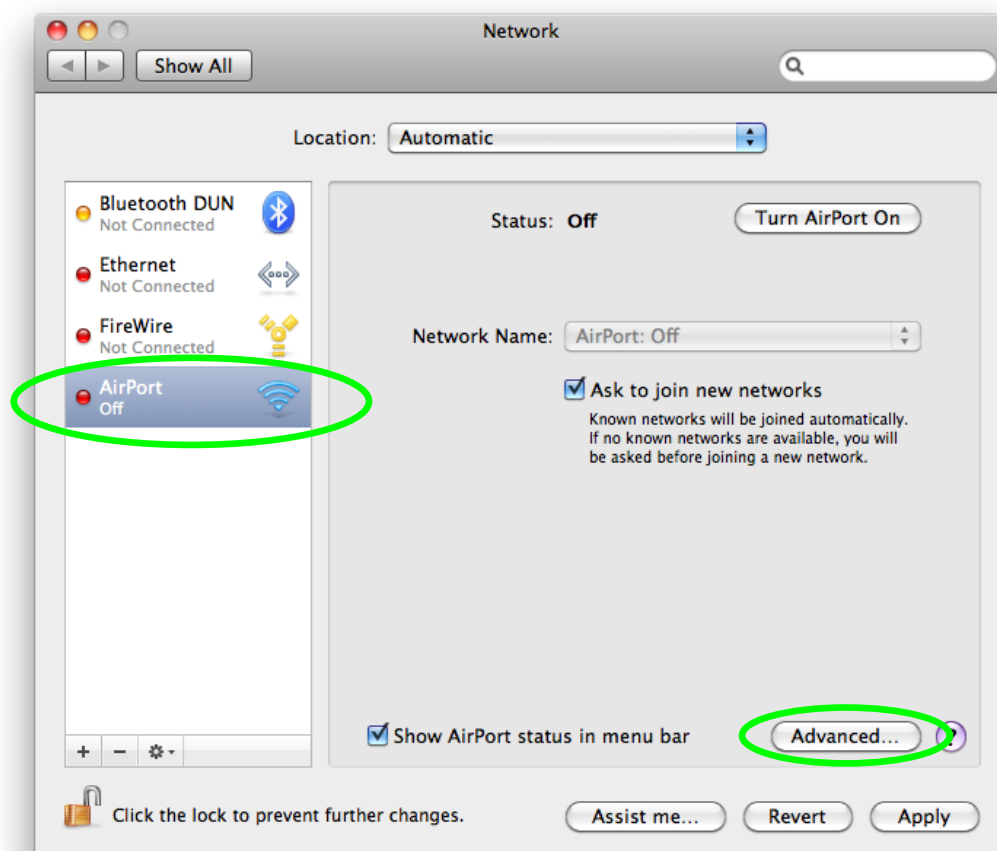 Network
Show All
Location: Automatic
Bluetooth DUN
Not Connected
Ethernet
Not Connected
FireWire
Not Connected
AirPort
Off
Status: Off
Turn AirPort On
Network Name: AirPort: Off
Ask to join new networks
Known networks will be joined automatically.
If no known networks are available, you will
be asked before joining a new network.
Show AirPort status in menu bar
Advanced...
?
Click the lock to prevent further changes.
Assist me...
Revert
Apply